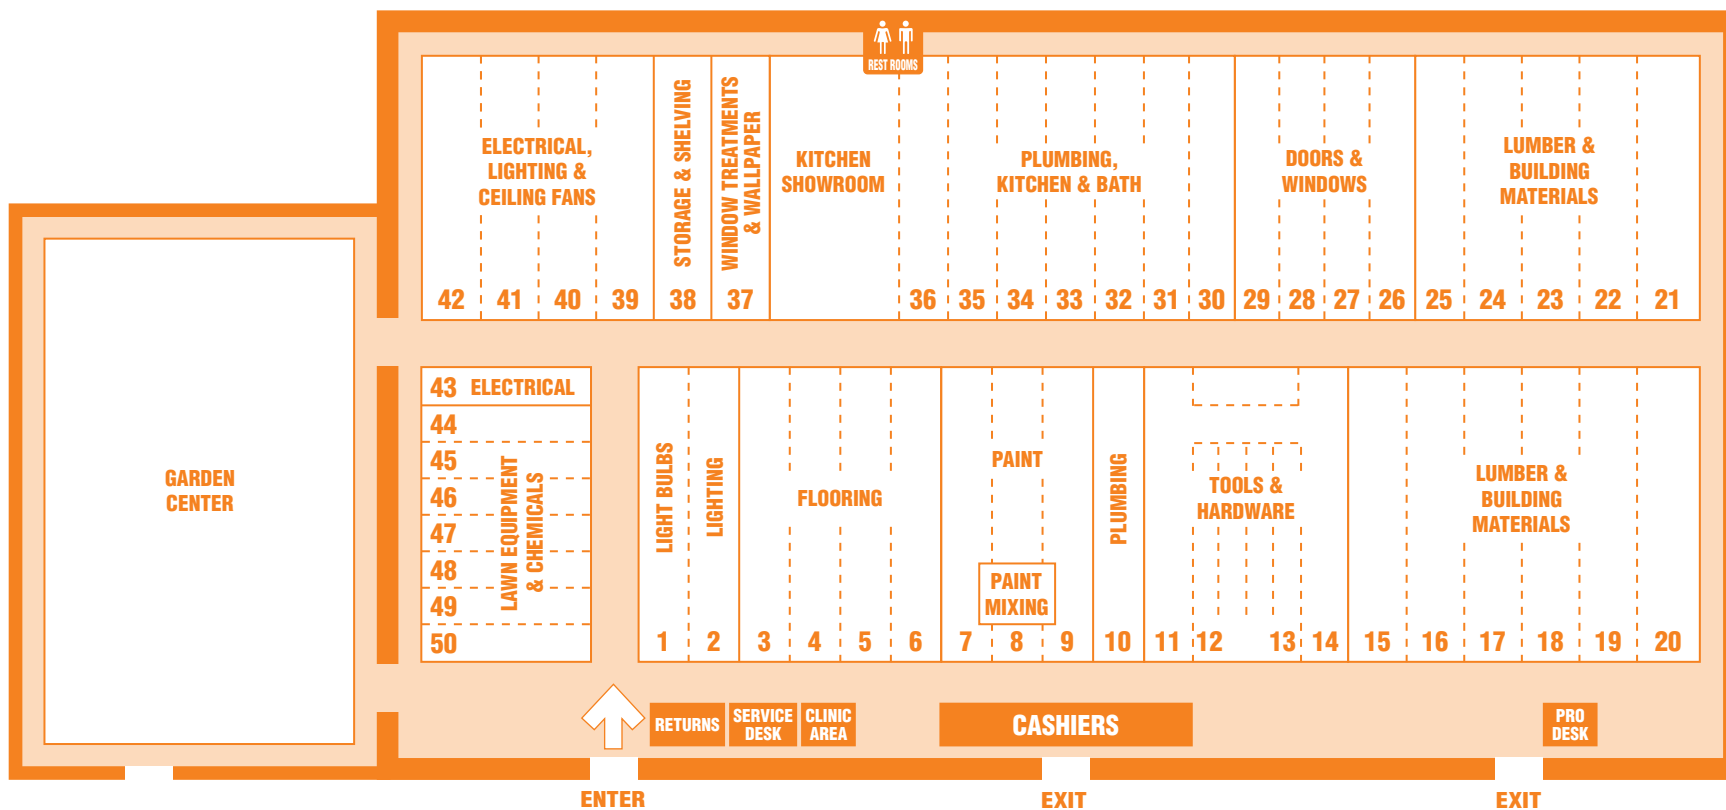 REST ROOMS
ELECTRICAL,
LIGHTING &
CEILING FANS
STORAGE & SHELVING
WINDOW TREATMENTS
& WALLPAPER
KITCHEN
SHOWROOM
PLUMBING,
KITCHEN & BATH
DOORS &
WINDOWS
LUMBER &
BUILDING
MATERIALS
42 41 40 39 38 37 36 35 34 33 32 31 30 29 28 27 26 25 24 23 22 21
GARDEN
CENTER
43 ELECTRICAL
44
45
46
47
48
49
50
LAWN EQUIPMENT
& CHEMICALS
LIGHT BULBS
LIGHTING
FLOORING
PAINT
PAINT
MIXING
PLUMBING
TOOLS &
HARDWARE
LUMBER &
BUILDING
MATERIALS
1 2 3 4 5 6 7 8 9 10 11 12 13 14 15 16 17 18 19 20
RETURNS
SERVICE
DESK
CLINIC
AREA
CASHIERS
PRO
DESK
ENTER
EXIT
EXIT